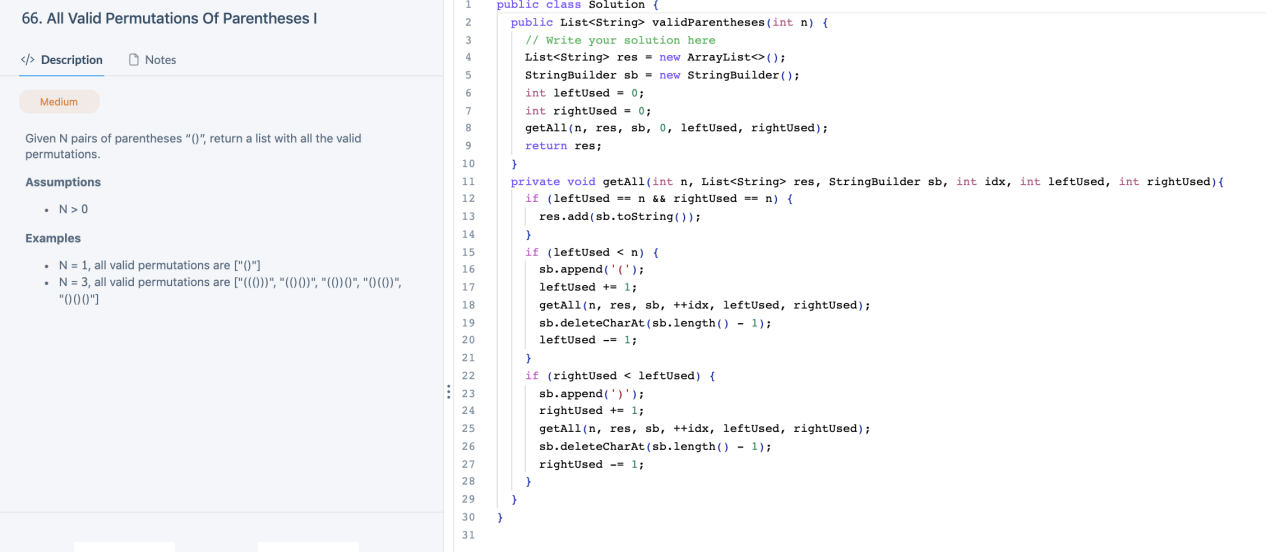 66. All Valid Permutations Of Parentheses I
</> Description
Notes
Medium
Given N pairs of parentheses “()”, return a list with all the valid
permutations.
Assumptions
• N > 0
Examples
• N = 1, all valid permutations are ["()"]
• N = 3, all valid permutations are ["((()))", "(()())", "(())()", "()(())",
"()()()"]
1 public class Solution {
2 public List<String> validParentheses(int n) {
3 // Write your solution here
4 List<String> res = new ArrayList<>();
5 StringBuilder sb = new StringBuilder();
6 int leftUsed = 0;
7 int rightUsed = 0;
8 getAll(n, res, sb, 0, leftUsed, rightUsed);
9 return res;
10 }
11 private void getAll(int n, List<String> res, StringBuilder sb, int idx, int leftUsed, int rightUsed){
12 if (leftUsed == n && rightUsed == n) {
13 res.add(sb.toString());
14 }
15 if (leftUsed < n) {
16 sb.append('(');
17 leftUsed += 1;
18 getAll(n, res, sb, ++idx, leftUsed, rightUsed);
19 sb.deleteCharAt(sb.length() - 1);
20 leftUsed -= 1;
21 }
22 if (rightUsed < leftUsed) {
23 sb.append(')');
24 rightUsed += 1;
25 getAll(n, res, sb, ++idx, leftUsed, rightUsed);
26 sb.deleteCharAt(sb.length() - 1);
27 rightUsed -= 1;
28 }
29 }
30 }
31